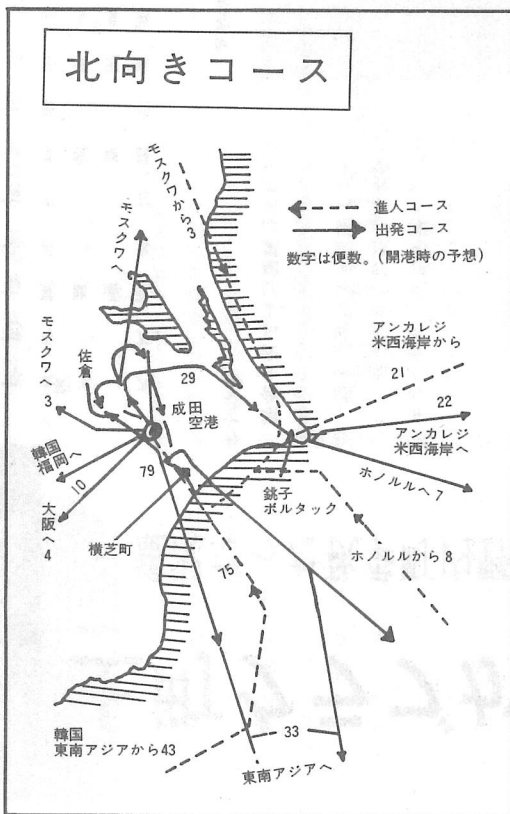 北向きコース
モスクワから3
進人コース
出発コース
数字は便数。(開港時の予想)
モスクワへ
アンカレジ
米西海岸から
21
モスクワへ
3
佐倉
29
成田
空港
22
アンカレジ
米西海岸へ
韓国
福岡へ
10
79
ホノルルへ7
大阪へ
4
銚子
ボルタック
横芝町
75
ホノルルから8
韓国
東南アジアから43
33
東南アジアへ